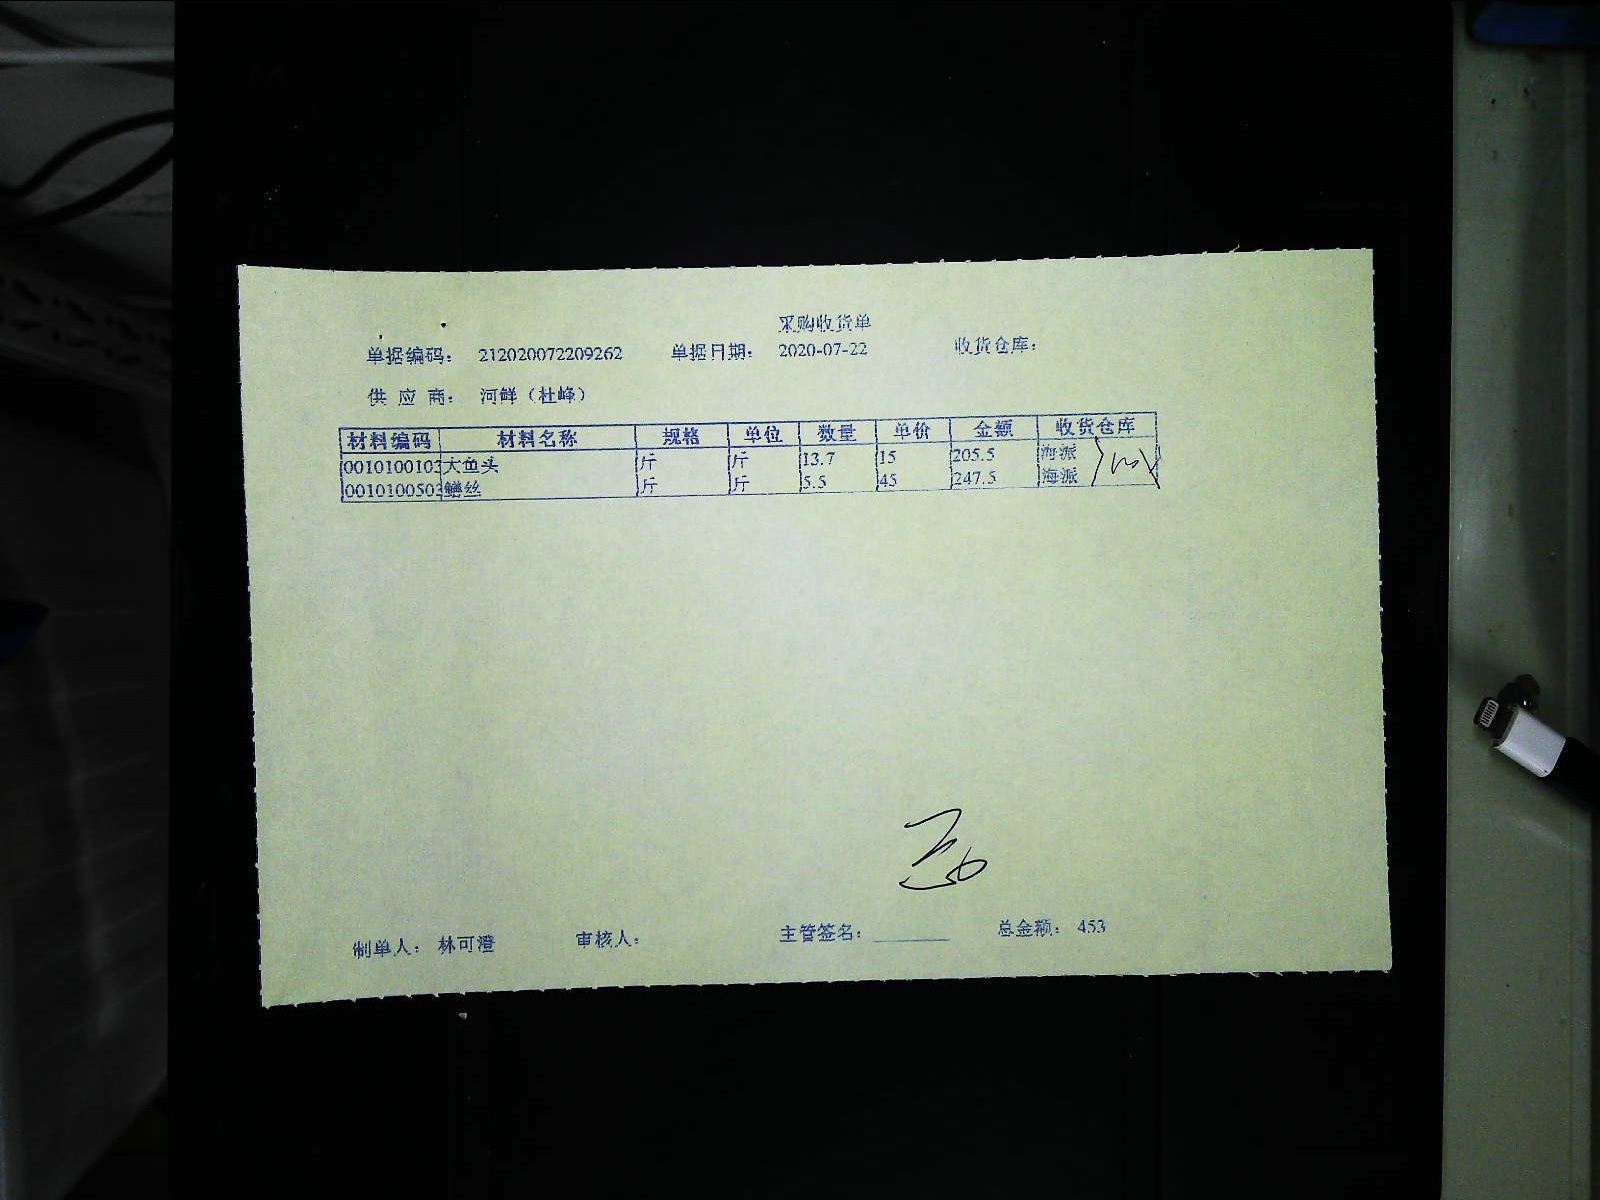 采购收货单
单据编码： 212020072209262 单据日期： 2020-07-22 收货仓库：
供 应 商： 河鲜（杜峰）
材料编码 材料名称 规格 单位 数量 单价 金额 收货仓库
0010100103 大鱼头 斤 斤 13.7 15 205.5 海派
0010100503 鳝丝 斤 斤 5.5 45 247.5 海派
制单人： 林可澄 审核人： 主管签名： 总金额： 453